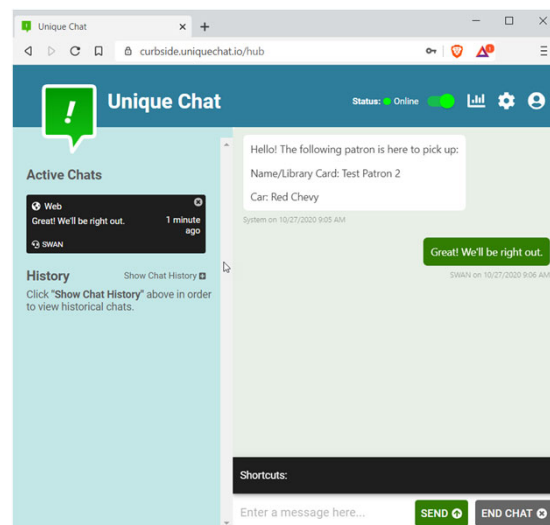 Unique Chat
curbside.uniquechat.io/hub
Unique Chat
Status: Online
Active Chats
Web
Great! We'll be right out.
1 minute
ago
SWAN
History
Show Chat History
Click "Show Chat History" above in order
to view historical chats.
Hello! The following patron is here to pick up:
Name/Library Card: Test Patron 2
Car: Red Chevy
System on 10/27/2020 9:05 AM
Great! We'll be right out.
SWAN on 10/27/2020 9:06 AM
Shortcuts:
Enter a message here...
SEND
END CHAT